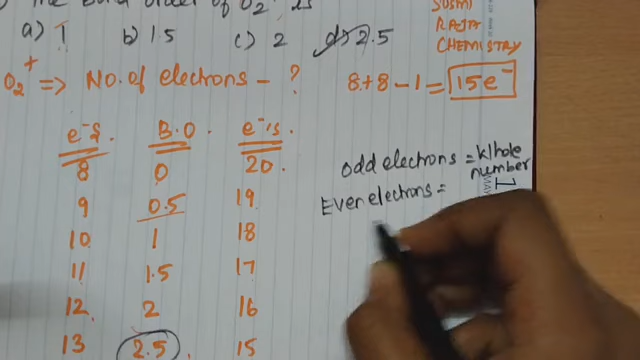 The Bond order of O2+ is
a) 1 b) 1.5 c) 2 d) 2.5
SUSMI
RAJA
CHEMISTRY
O2+ => No. of electrons - ?
8+8-1 = 15e-
e-s. B.O e-'s.
8 0 20
9 0.5 19
10 1 18
11 1.5 17
12 2 16
13 2.5 15
odd electrons = Whole
number
Even electrons =
MAY